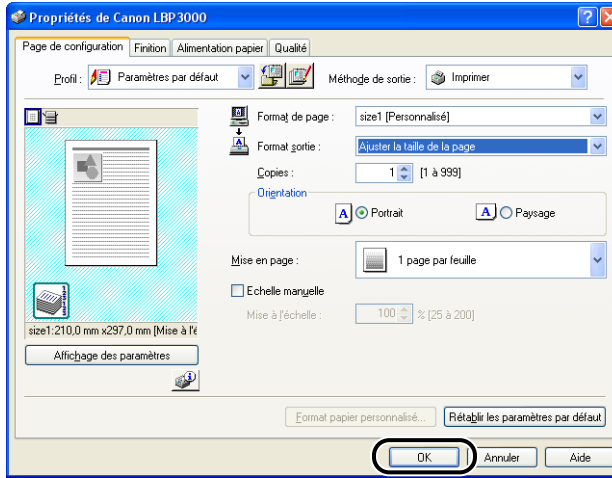 Propriétés de Canon LBP3000
Page de configuration Finition Alimentation papier Qualité
Profil : Paramètres par défaut Méthode de sortie : Imprimer
Format de page : size1 [Personnalisé]
Format sortie : Ajuster la taille de la page
Copies : 1 [1 à 999]
Orientation
A Portrait A Paysage
Mise en page : 1 page par feuille
Echelle manuelle
Mise à l'échelle : 100 % [25 à 200]
size1:210,0 mm x297,0 mm [Mise à l'é
Affichage des paramètres
Format papier personnalisé... Rétablir les paramètres par défaut
OK Annuler Aide